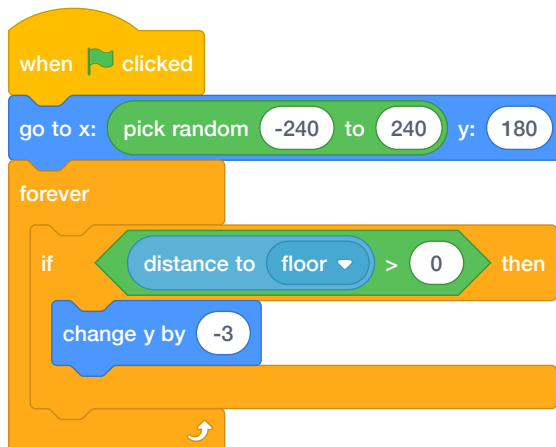 when clicked
go to x: pick random -240 to 240 y: 180
forever
if distance to floor > 0 then
change y by -3